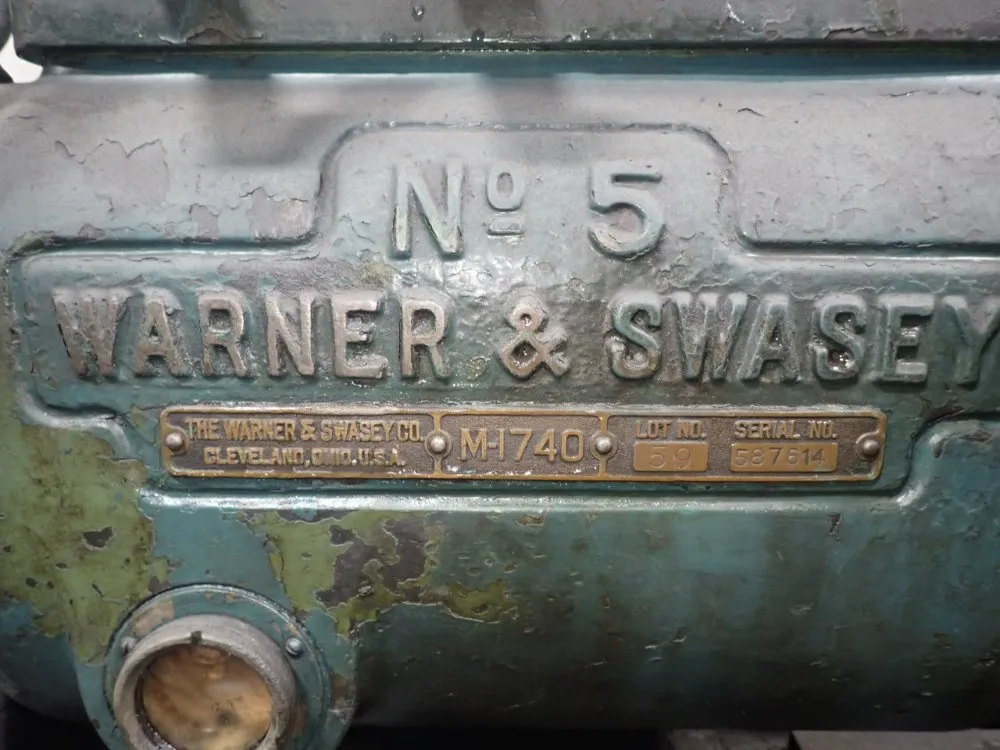 Nº 5
WARNER & SWASEY
THE WARNER & SWASEY CO.
CLEVELAND, OHIO, U.S.A.
M-1740
LOT NO.
59
SERIAL NO.
587614